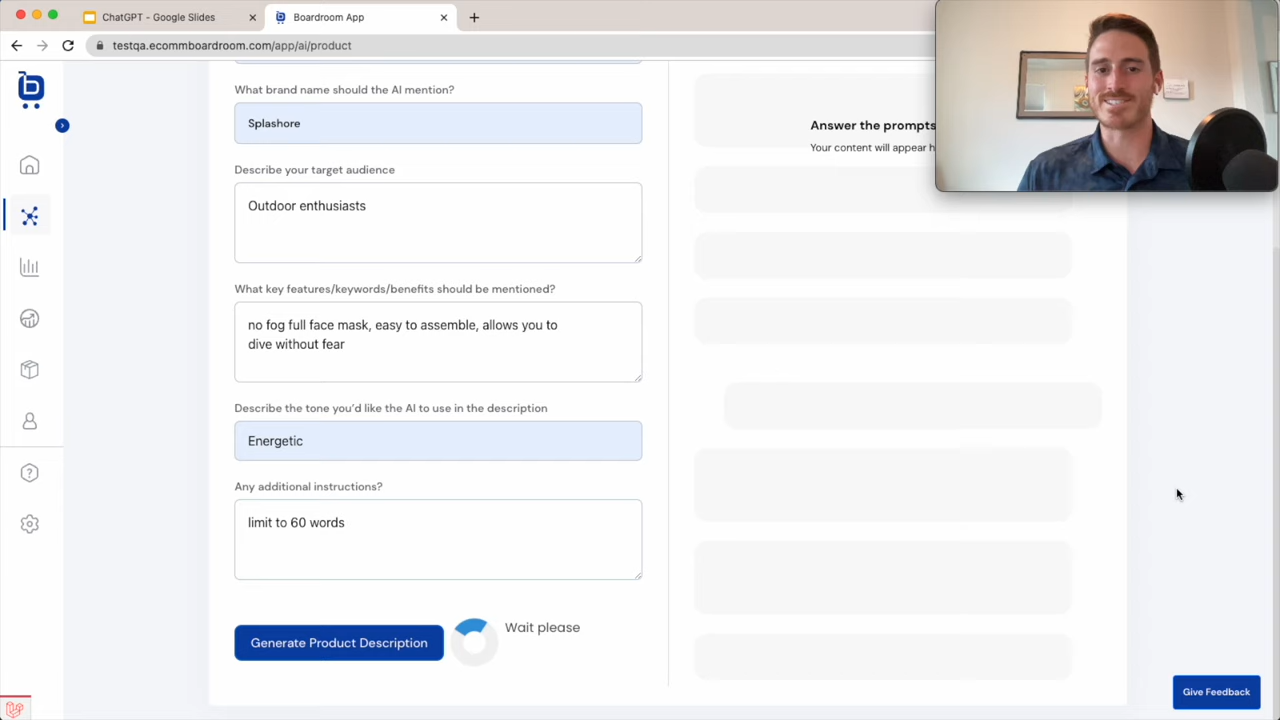 ChatGPT - Google Slides
Boardroom App
testqa.ecommboardroom.com/app/ai/product
What brand name should the AI mention?
Splashore
Describe your target audience
Outdoor enthusiasts
What key features/keywords/benefits should be mentioned?
no fog full face mask, easy to assemble, allows you to
dive without fear
Describe the tone you'd like the AI to use in the description
Energetic
Any additional instructions?
limit to 60 words
Generate Product Description
Wait please
Answer the prompts
Your content will appear h
Give Feedback